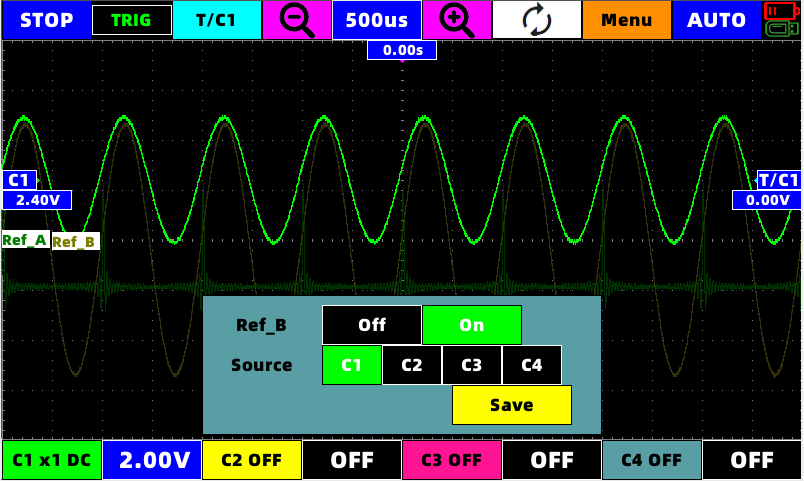 STOP TRIG T/C1 500us Menu AUTO
0.00s
C1 T/C1
2.40V 0.00V
Ref_A Ref_B
Ref_B Off On
Source C1 C2 C3 C4
Save
C1 x1 DC 2.00V C2 OFF OFF C3 OFF OFF C4 OFF OFF